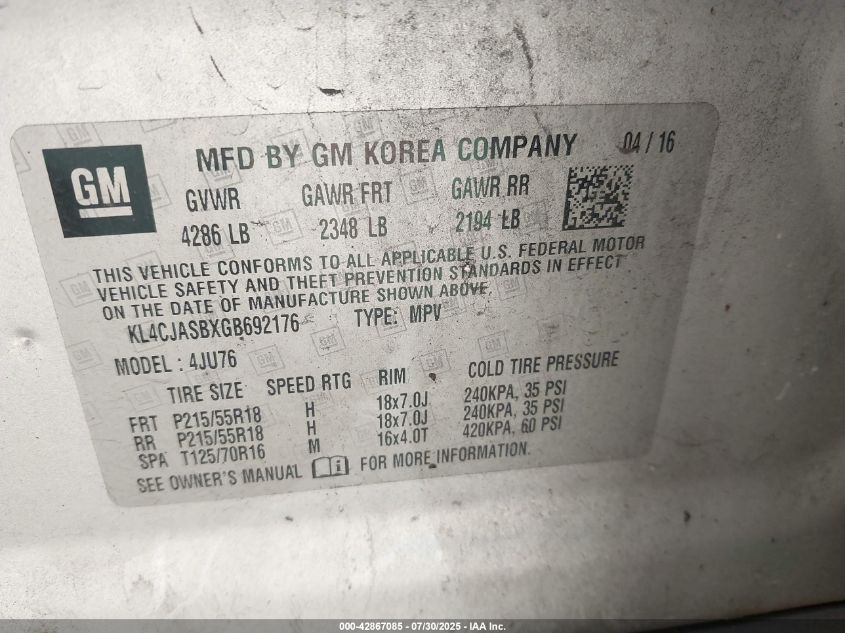 GM
MFD BY GM KOREA COMPANY 04 / 16
GVWR GAWR FRT GAWR RR
4286 LB 2348 LB 2194 LB
THIS VEHICLE CONFORMS TO ALL APPLICABLE U.S. FEDERAL MOTOR
VEHICLE SAFETY AND THEFT PREVENTION STANDARDS IN EFFECT
ON THE DATE OF MANUFACTURE SHOWN ABOVE.
KL4CJASBXGB692176 TYPE: MPV
MODEL : 4JU76
TIRE SIZE SPEED RTG RIM COLD TIRE PRESSURE
FRT P215/55R18 H 18x7.0J 240KPA, 35 PSI
RR P215/55R18 H 18x7.0J 240KPA, 35 PSI
SPA T125/70R16 M 16x4.0T 420KPA, 60 PSI
SEE OWNER'S MANUAL FOR MORE INFORMATION.
000-42867085 - 07/30/2025 - IAA Inc.